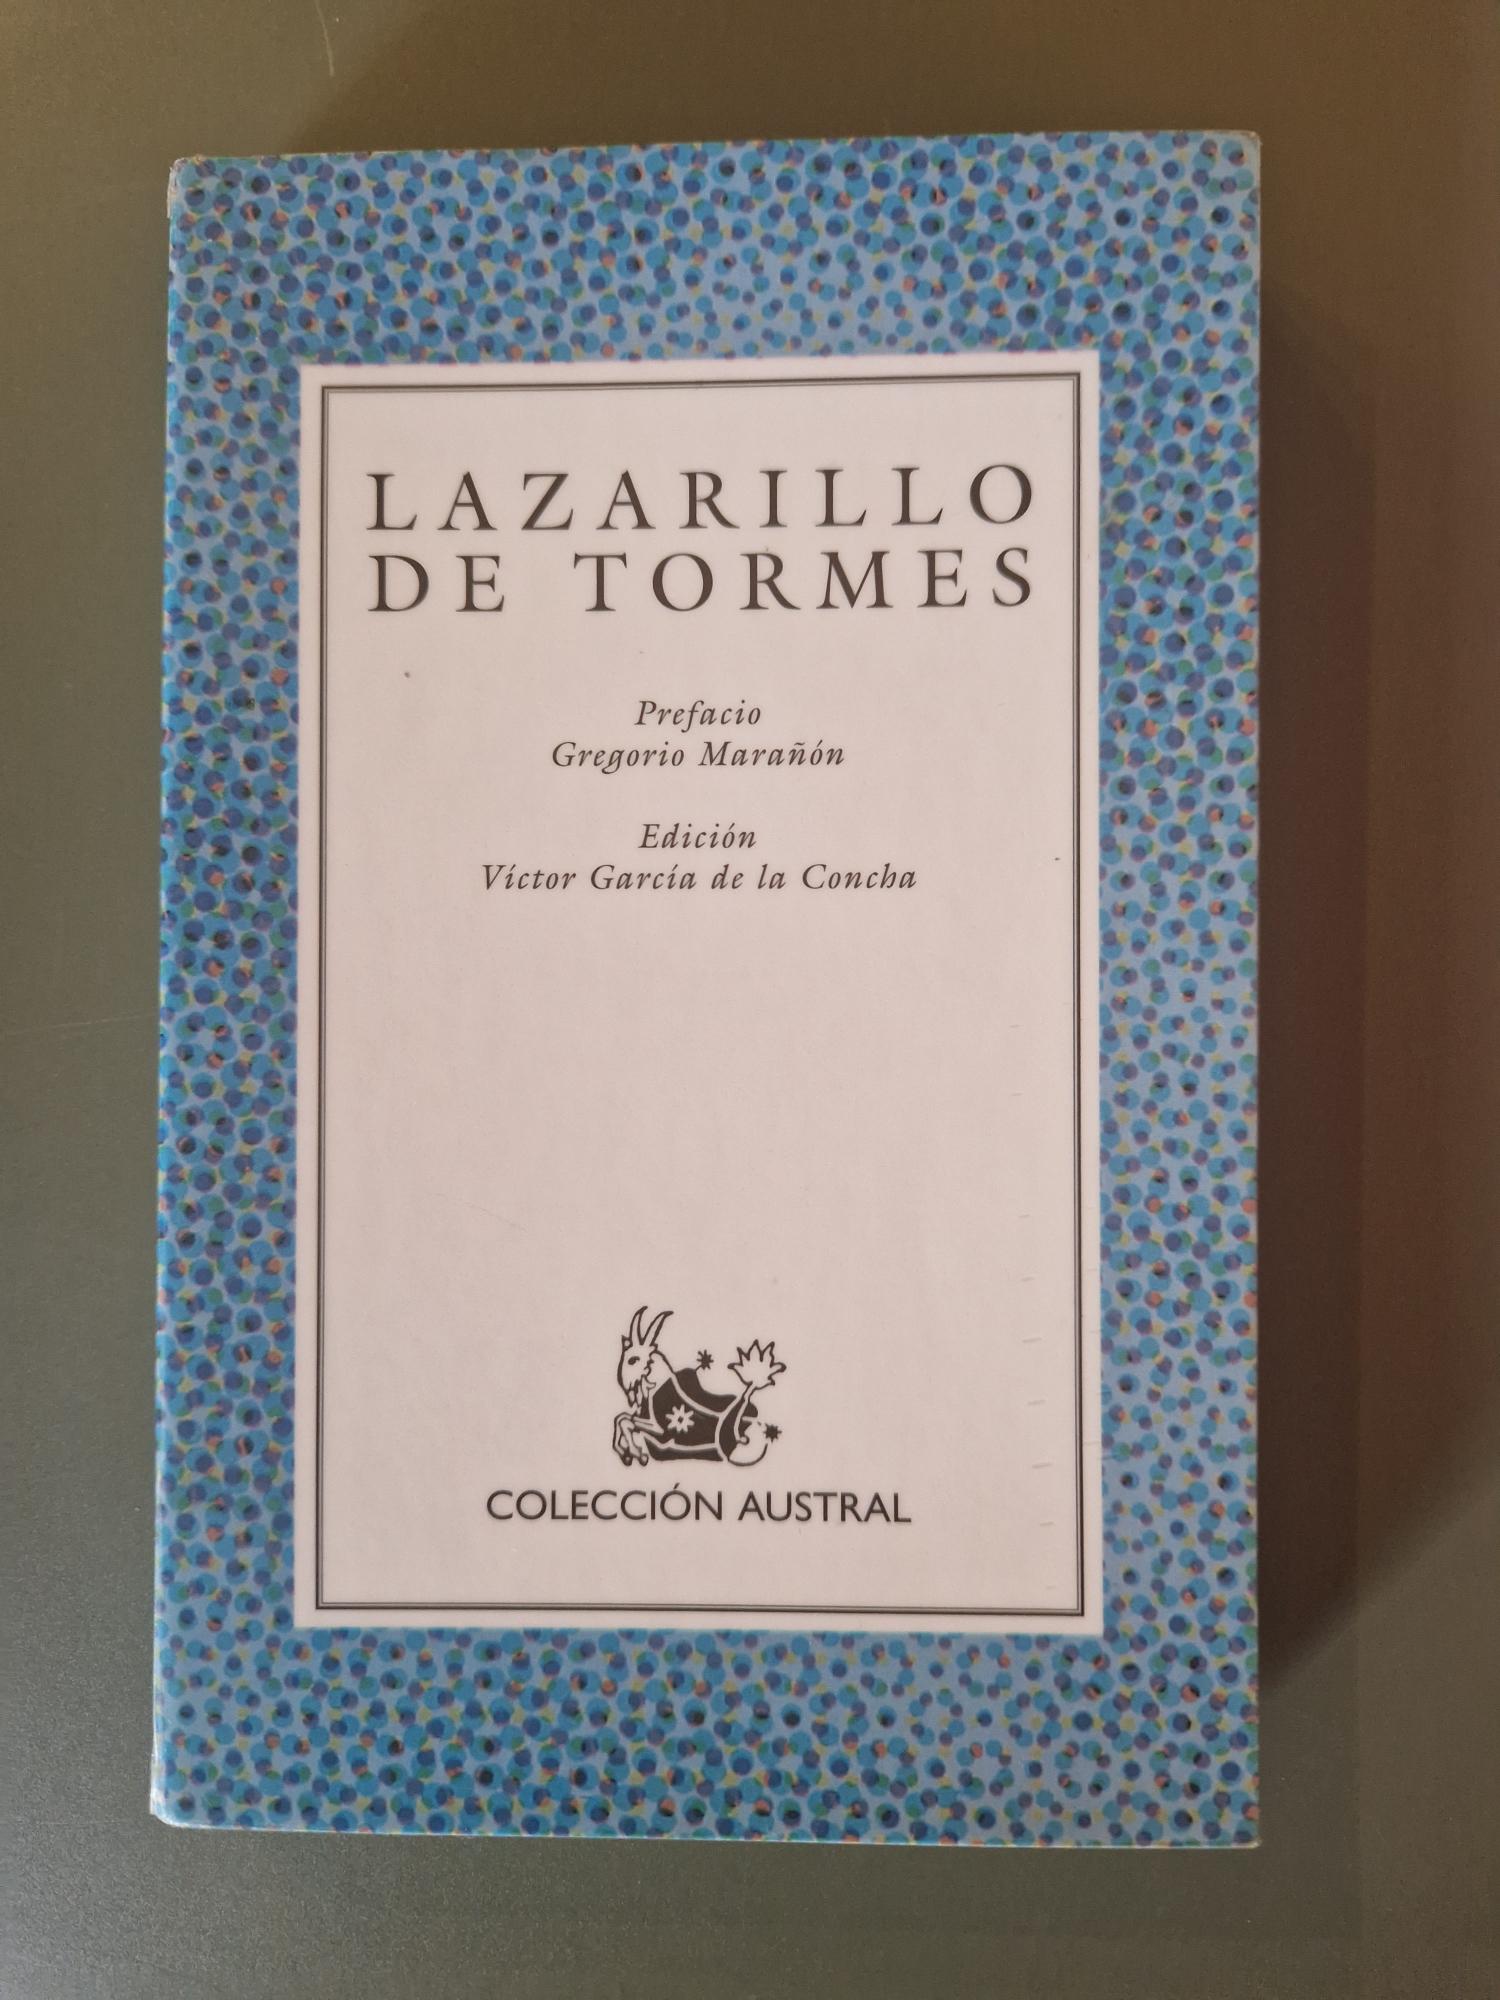 LAZARILLO
DE TORMES
Prefacio
Gregorio Marañón
Edición
Víctor García de la Concha
COLECCIÓN AUSTRAL